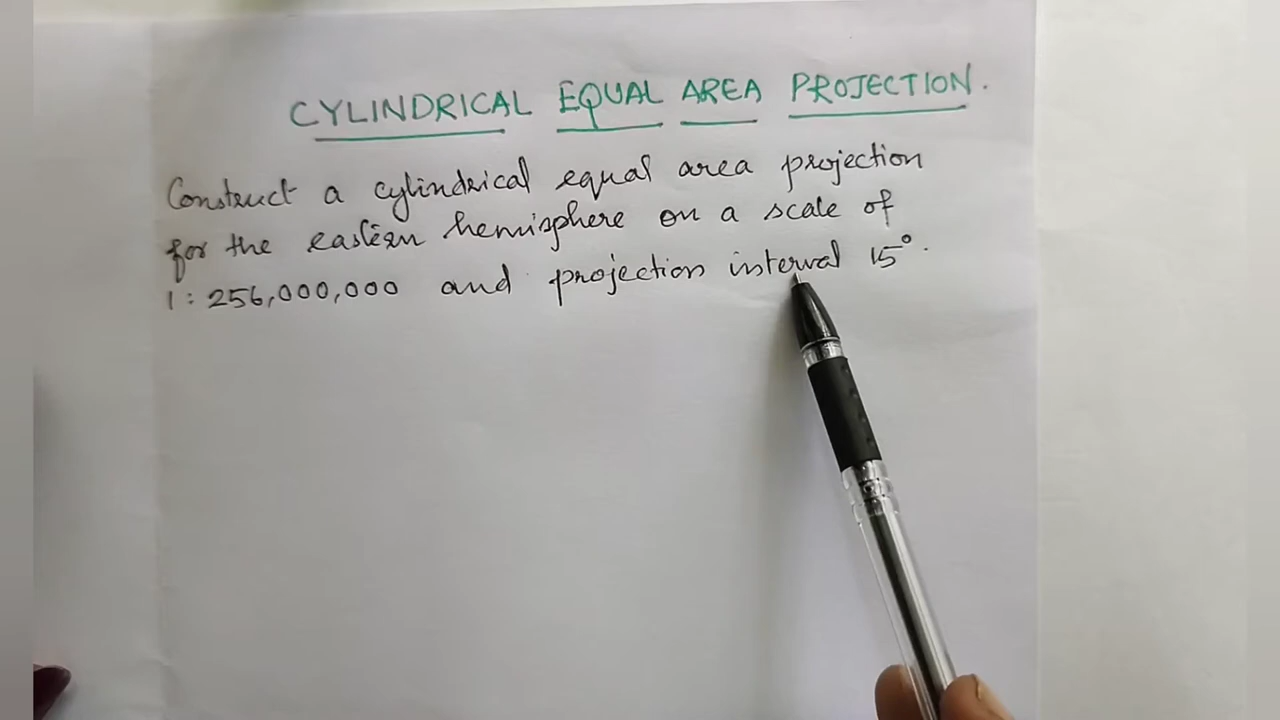 CYLINDRICAL EQUAL AREA PROJECTION.
Construct a cylindrical equal area projection
for the eastern hemisphere on a scale of
1: 256,000,000 and projection interval 15°.